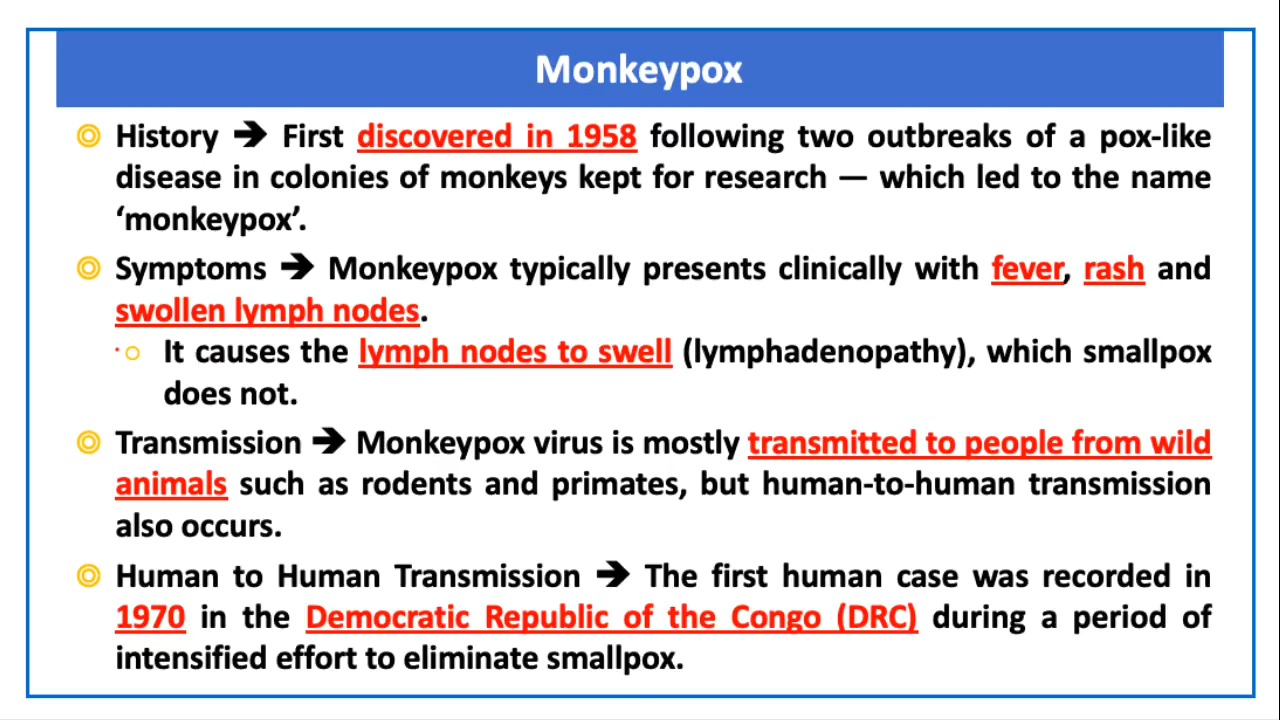 Monkeypox
History ➔ First discovered in 1958 following two outbreaks of a pox-like
disease in colonies of monkeys kept for research — which led to the name
‘monkeypox’.
Symptoms ➔ Monkeypox typically presents clinically with fever, rash and
swollen lymph nodes.
It causes the lymph nodes to swell (lymphadenopathy), which smallpox
does not.
Transmission ➔ Monkeypox virus is mostly transmitted to people from wild
animals such as rodents and primates, but human-to-human transmission
also occurs.
Human to Human Transmission ➔ The first human case was recorded in
1970 in the Democratic Republic of the Congo (DRC) during a period of
intensified effort to eliminate smallpox.